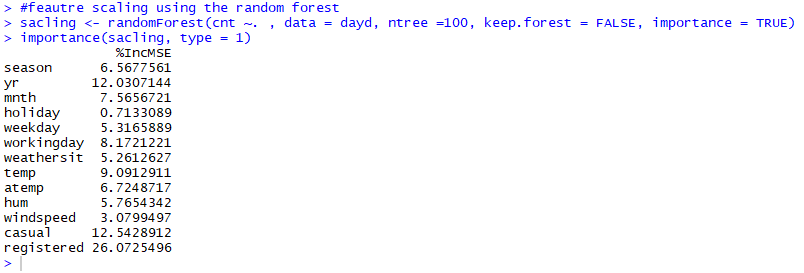 > #feautre scaling using the random forest
> sacling <- randomForest(cnt ~. , data = dayd, ntree =100, keep.forest = FALSE, importance = TRUE)
> importance(sacling, type = 1)
%IncMSE
season 6.5677561
yr 12.0307144
mnth 7.5656721
holiday 0.7133089
weekday 5.3165889
workingday 8.1721221
weathersit 5.2612627
temp 9.0912911
atemp 6.7248717
hum 5.7654342
windspeed 3.0799497
casual 12.5428912
registered 26.0725496
>